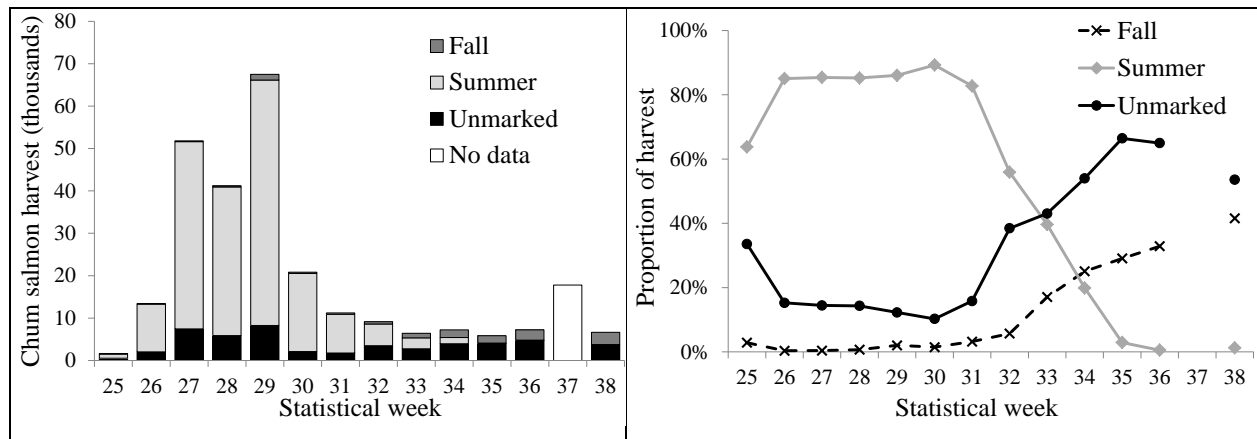 Chum salmon harvest (thousands)
80
70
60
50
40
30
20
10
0
Fall
Summer
Unmarked
No data
25 26 27 28 29 30 31 32 33 34 35 36 37 38
Statistical week
Proportion of harvest
100%
80%
60%
40%
20%
0%
Fall
Summer
Unmarked
25 26 27 28 29 30 31 32 33 34 35 36 37 38
Statistical week